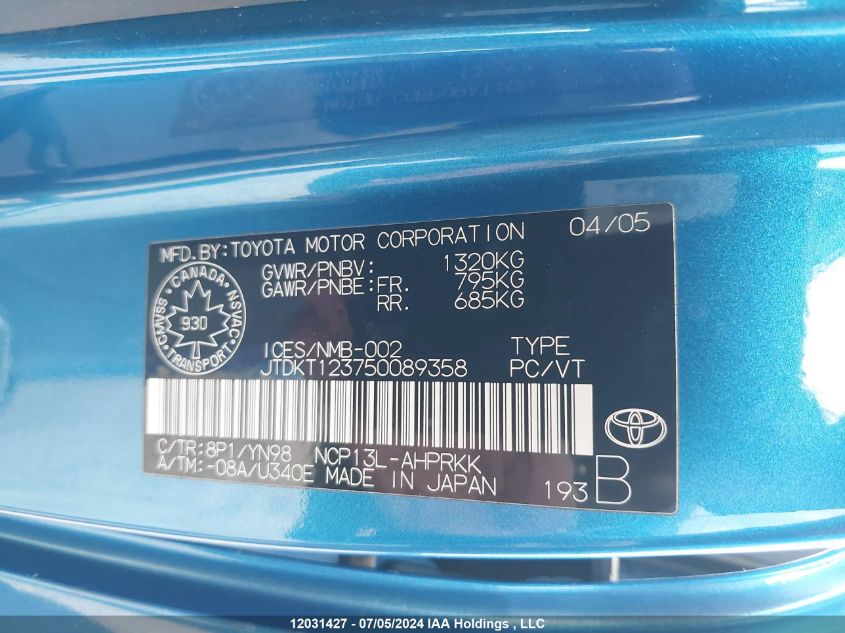 MFD.BY:TOYOTA MOTOR CORPORATION 04/05
GVWR/PNBV: 1320KG
GAWR/PNBE:FR. 795KG
RR. 685KG
CANADA
CMVSS 930 NSVAC
TRANSPORT
ICES/NMB-002 TYPE
JTDKT123750089358 PC/VT
C/TR:8P1/YN98 NCP13L-AHPRKK
A/TM:-08A/U340E MADE IN JAPAN 193 B
12031427 - 07/05/2024 IAA Holdings , LLC